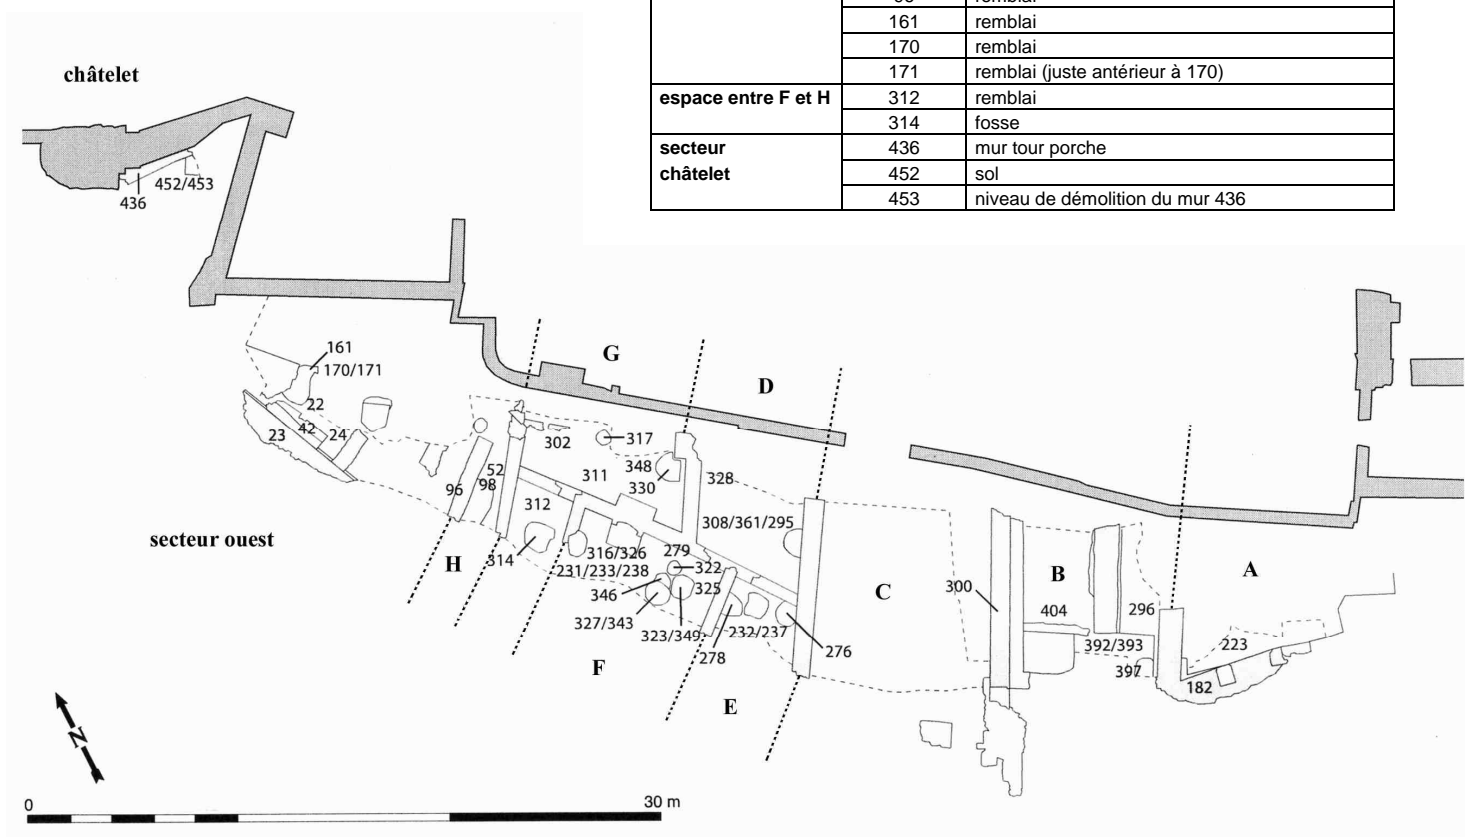 161 remblai
170 remblai
171 remblai (juste antérieur à 170)
espace entre F et H 312 remblai
314 fosse
secteur châtelet 436 mur tour porche
452 sol
453 niveau de démolition du mur 436
châtelet
452/453
436
G
D
161
170/171
22
42
23
24
302
317
311
348
330
328
52
96
98
312
308/361/295
secteur ouest
314
316/326
279
322
231/233/238
325
H
346
327/343
323/349
232/237
278
276
C
300
B
404
296
A
392/393
223
397
182
F
E
N
0
30 m